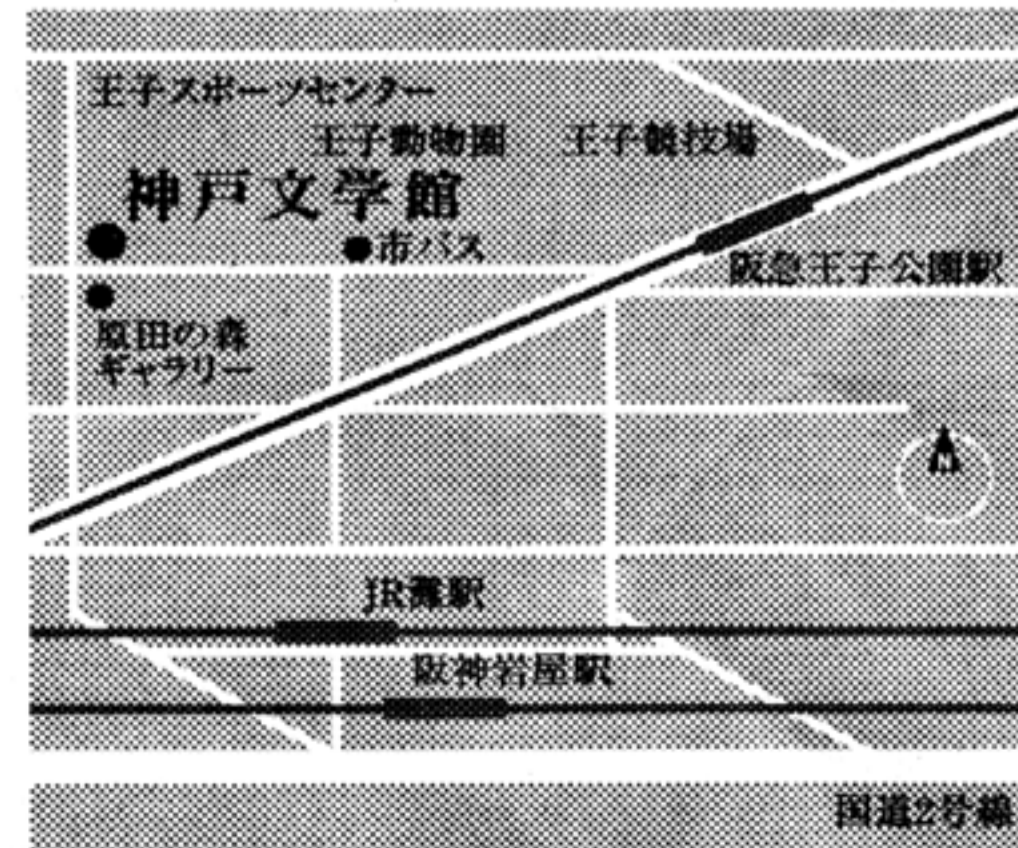 王子スポーツセンター
王子動物園
王子競技場
神戸文学館
市バス
阪急王子公園駅
原田の森
ギャラリー
N
JR灘駅
阪神岩屋駅
国道2号線